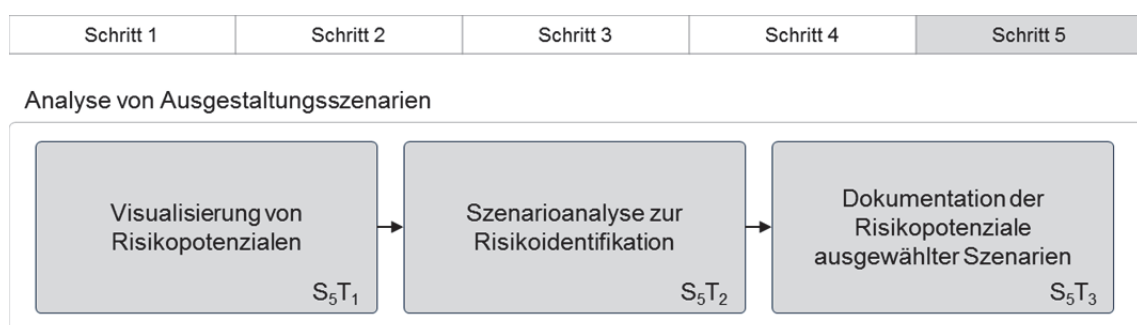 Schritt 1
Schritt 2
Schritt 3
Schritt 4
Schritt 5
Analyse von Ausgestaltungsszenarien
Visualisierung von
Risikopotenzialen
S₅T₁
Szenarioanalyse zur
Risikoidentifikation
S₅T₂
Dokumentation der
Risikopotenziale
ausgewählter Szenarien
S₅T₃